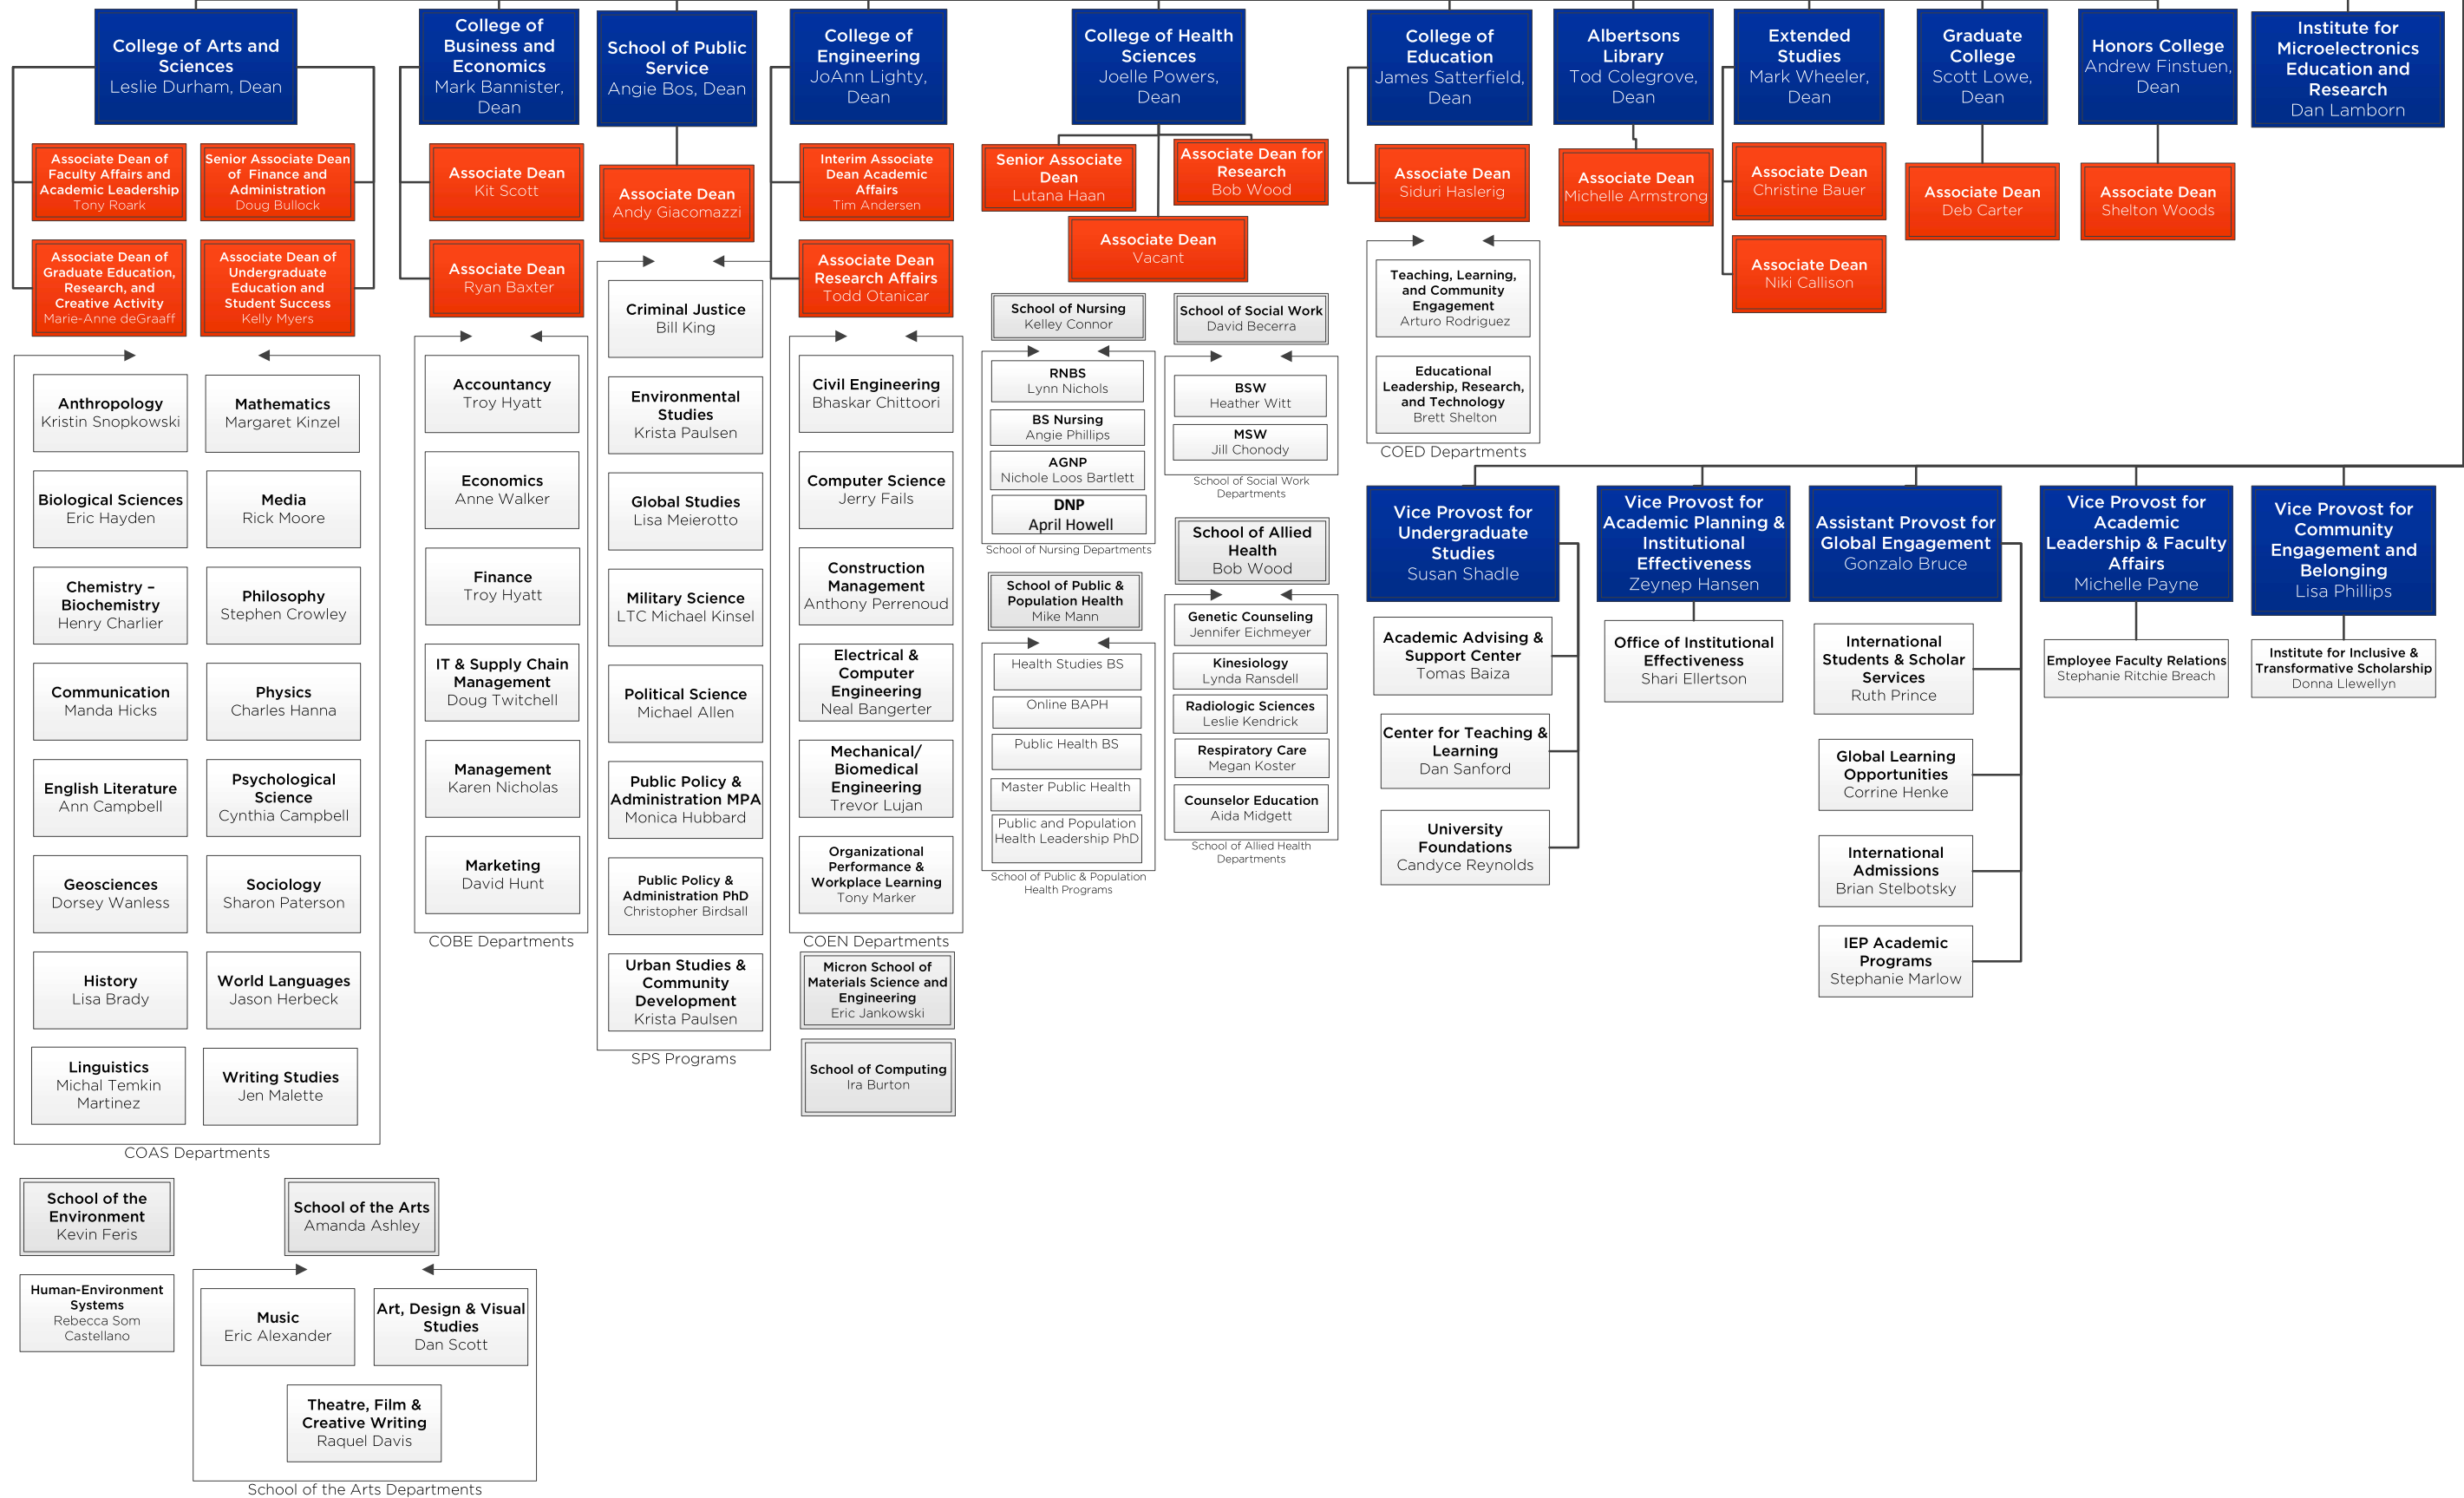 College of Arts and
Sciences
Leslie Durham, Dean
Associate Dean of
Faculty Affairs and
Academic Leadership
Tony Roark
Senior Associate Dean
of Finance and
Administration
Doug Bullock
Associate Dean of
Graduate Education,
Research, and
Creative Activity
Marie-Anne deGraaff
Associate Dean of
Undergraduate
Education and
Student Success
Kelly Myers
Anthropology
Kristin Snopkowski
Mathematics
Margaret Kinzel
Biological Sciences
Eric Hayden
Media
Rick Moore
Chemistry –
Biochemistry
Henry Charlier
Philosophy
Stephen Crowley
Communication
Manda Hicks
Physics
Charles Hanna
English Literature
Ann Campbell
Psychological
Science
Cynthia Campbell
Geosciences
Dorsey Wanless
Sociology
Sharon Paterson
History
Lisa Brady
World Languages
Jason Herbeck
Linguistics
Michal Temkin
Martinez
Writing Studies
Jen Malette
COAS Departments
School of the
Environment
Kevin Feris
Human-Environment
Systems
Rebecca Som
Castellano
School of the Arts
Amanda Ashley
Music
Eric Alexander
Art, Design & Visual
Studies
Dan Scott
Theatre, Film &
Creative Writing
Raquel Davis
School of the Arts Departments
College of
Business and
Economics
Mark Bannister,
Dean
Associate Dean
Kit Scott
Associate Dean
Ryan Baxter
Accountancy
Troy Hyatt
Economics
Anne Walker
Finance
Troy Hyatt
IT & Supply Chain
Management
Doug Twitchell
Management
Karen Nicholas
Marketing
David Hunt
COBE Departments
School of Public
Service
Angie Bos, Dean
Associate Dean
Andy Giacomazzi
Criminal Justice
Bill King
Environmental
Studies
Krista Paulsen
Global Studies
Lisa Meierotto
Military Science
LTC Michael Kinsel
Political Science
Michael Allen
Public Policy &
Administration MPA
Monica Hubbard
Public Policy &
Administration PhD
Christopher Birdsall
Urban Studies &
Community
Development
Krista Paulsen
SPS Programs
College of
Engineering
JoAnn Lighty,
Dean
Interim Associate
Dean Academic
Affairs
Tim Andersen
Associate Dean
Research Affairs
Todd Otanicar
Civil Engineering
Bhaskar Chittoori
Computer Science
Jerry Fails
Construction
Management
Anthony Perrenoud
Electrical &
Computer
Engineering
Neal Bangerter
Mechanical/
Biomedical
Engineering
Trevor Lujan
Organizational
Performance &
Workplace Learning
Tony Marker
COEN Departments
Micron School of
Materials Science and
Engineering
Eric Jankowski
School of Computing
Ira Burton
College of Health
Sciences
Joelle Powers,
Dean
Senior Associate
Dean
Lutana Haan
Associate Dean for
Research
Bob Wood
Associate Dean
Vacant
School of Nursing
Kelley Connor
RNBS
Lynn Nichols
BS Nursing
Angie Phillips
AGNP
Nichole Loos Bartlett
DNP
April Howell
School of Nursing Departments
School of Public &
Population Health
Mike Mann
Health Studies BS
Online BAPH
Public Health BS
Master Public Health
Public and Population
Health Leadership PhD
School of Public & Population
Health Programs
School of Social Work
David Becerra
BSW
Heather Witt
MSW
Jill Chonody
School of Social Work
Departments
School of Allied
Health
Bob Wood
Genetic Counseling
Jennifer Eichmeyer
Kinesiology
Lynda Ransdell
Radiologic Sciences
Leslie Kendrick
Respiratory Care
Megan Koster
Counselor Education
Aida Midgett
School of Allied Health
Departments
College of
Education
James Satterfield,
Dean
Associate Dean
Siduri Haslerig
Teaching, Learning,
and Community
Engagement
Arturo Rodriguez
Educational
Leadership, Research,
and Technology
Brett Shelton
COED Departments
Albertsons
Library
Tod Colegrove,
Dean
Associate Dean
Michelle Armstrong
Extended
Studies
Mark Wheeler,
Dean
Associate Dean
Christine Bauer
Associate Dean
Niki Callison
Graduate
College
Scott Lowe,
Dean
Associate Dean
Deb Carter
Honors College
Andrew Finstuen,
Dean
Associate Dean
Shelton Woods
Institute for
Microelectronics
Education and
Research
Dan Lamborn
Vice Provost for
Undergraduate
Studies
Susan Shadle
Academic Advising &
Support Center
Tomas Baiza
Center for Teaching &
Learning
Dan Sanford
University
Foundations
Candyce Reynolds
Vice Provost for
Academic Planning &
Institutional
Effectiveness
Zeynep Hansen
Office of Institutional
Effectiveness
Shari Ellertson
Assistant Provost for
Global Engagement
Gonzalo Bruce
International
Students & Scholar
Services
Ruth Prince
Global Learning
Opportunities
Corrine Henke
International
Admissions
Brian Stelbotsky
IEP Academic
Programs
Stephanie Marlow
Vice Provost for
Academic
Leadership & Faculty
Affairs
Michelle Payne
Employee Faculty Relations
Stephanie Ritchie Breach
Vice Provost for
Community
Engagement and
Belonging
Lisa Phillips
Institute for Inclusive &
Transformative Scholarship
Donna Llewellyn